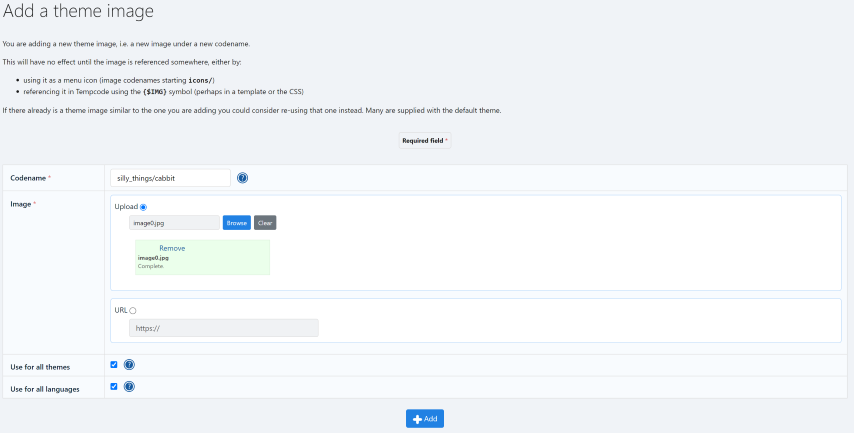 Add a theme image
You are adding a new theme image, i.e. a new image under a new codename.
This will have no effect until the image is referenced somewhere, either by:
• using it as a menu icon (image codenames starting icons/)
• referencing it in Tempcode using the {$IMG} symbol (perhaps in a template or the CSS)
If there already is a theme image similar to the one you are adding you could consider re-using that one instead. Many are supplied with the default theme.
Required field *
Codename * silly_things/cabbit ?
Image *
Upload
image0.jpg Browse Clear
Remove
image0.jpg
Complete.
URL
https://
Use for all themes ?
Use for all languages ?
Add